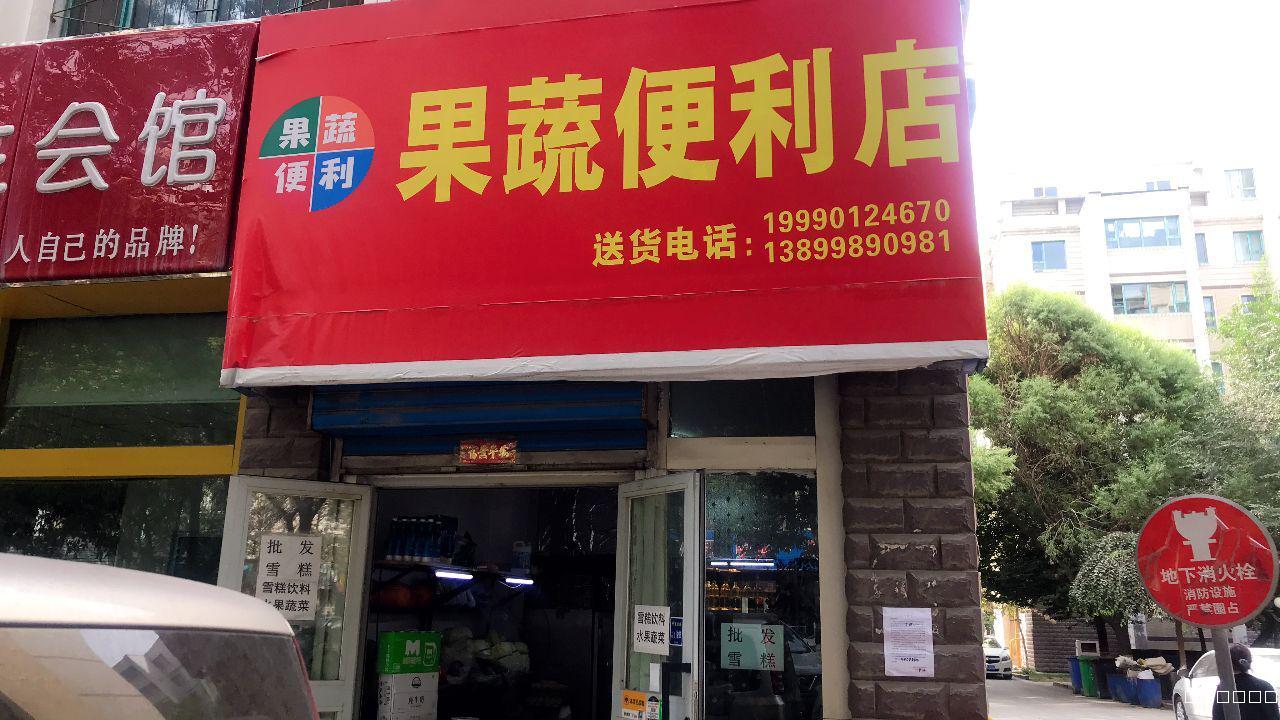 会馆
人自己的品牌!
果蔬
便利
果蔬便利店
送货电话:
19990124670
13899890981
批发
雪糕
雪糕饮料
水果蔬菜
雪糕饮料
水果蔬菜
批发
雪糕
M
纯牛奶
地下消火栓
消防设施
严禁圈占